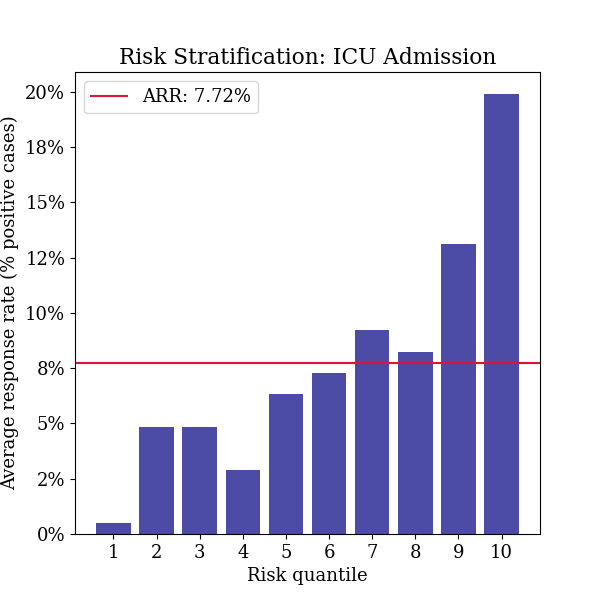 Risk Stratification: ICU Admission
ARR: 7.72%
Average response rate (% positive cases)
20%
18%
15%
12%
10%
8%
5%
2%
0%
1 2 3 4 5 6 7 8 9 10
Risk quantile